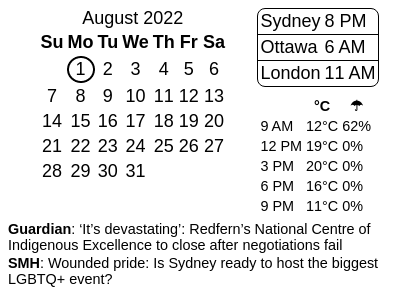 August 2022
Su Mo Tu We Th Fr Sa
1 2 3 4 5 6
7 8 9 10 11 12 13
14 15 16 17 18 19 20
21 22 23 24 25 26 27
28 29 30 31
Sydney 8 PM
Ottawa 6 AM
London 11 AM
°C ☂
9 AM 12°C 62%
12 PM 19°C 0%
3 PM 20°C 0%
6 PM 16°C 0%
9 PM 11°C 0%
Guardian: ‘It’s devastating’: Redfern’s National Centre of
Indigenous Excellence to close after negotiations fail
SMH: Wounded pride: Is Sydney ready to host the biggest
LGBTQ+ event?